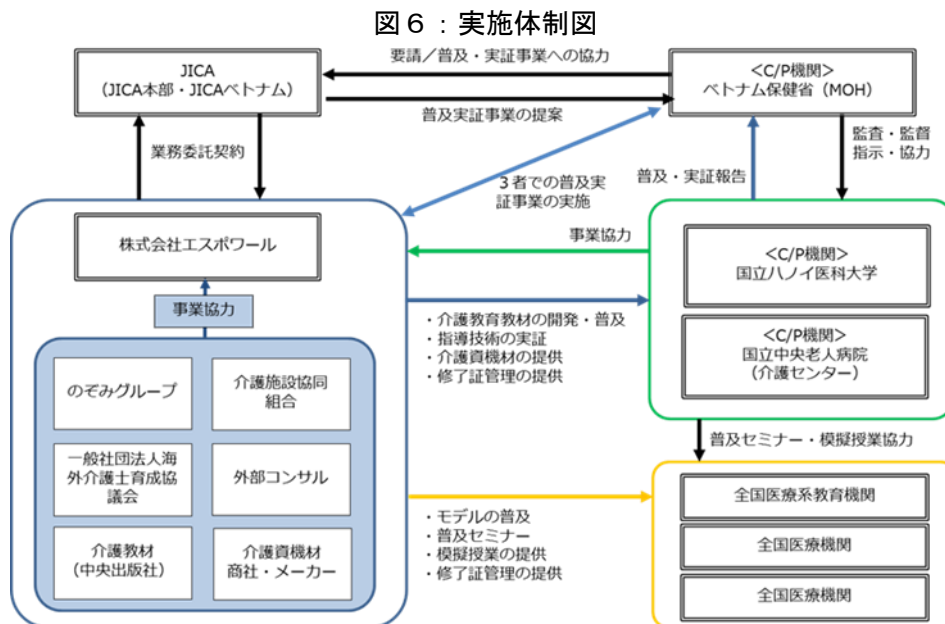 図６：実施体制図
JICA
（JICA本部・JICAベトナム）
要請／普及・実証事業への協力
普及実証事業の提案
<C/P機関>
ベトナム保健省（MOH）
業務委託契約
３者での普及実
証事業の実施
普及・実証報告
監査・監督
指示・協力
株式会社エスポワール
事業協力
事業協力
<C/P機関>
国立ハノイ医科大学
<C/P機関>
国立中央老人病院
（介護センター）
・介護教育教材の開発・普及
・指導技術の実証
・介護資機材の提供
・修了証管理の提供
のぞみグループ
介護施設協同
組合
一般社団法人海
外介護士育成協
議会
外部コンサル
介護教材
（中央出版社）
介護資機材
商社・メーカー
普及セミナー・模擬授業協力
・モデルの普及
・普及セミナー
・模擬授業の提供
・修了証管理の提供
全国医療系教育機関
全国医療機関
全国医療機関